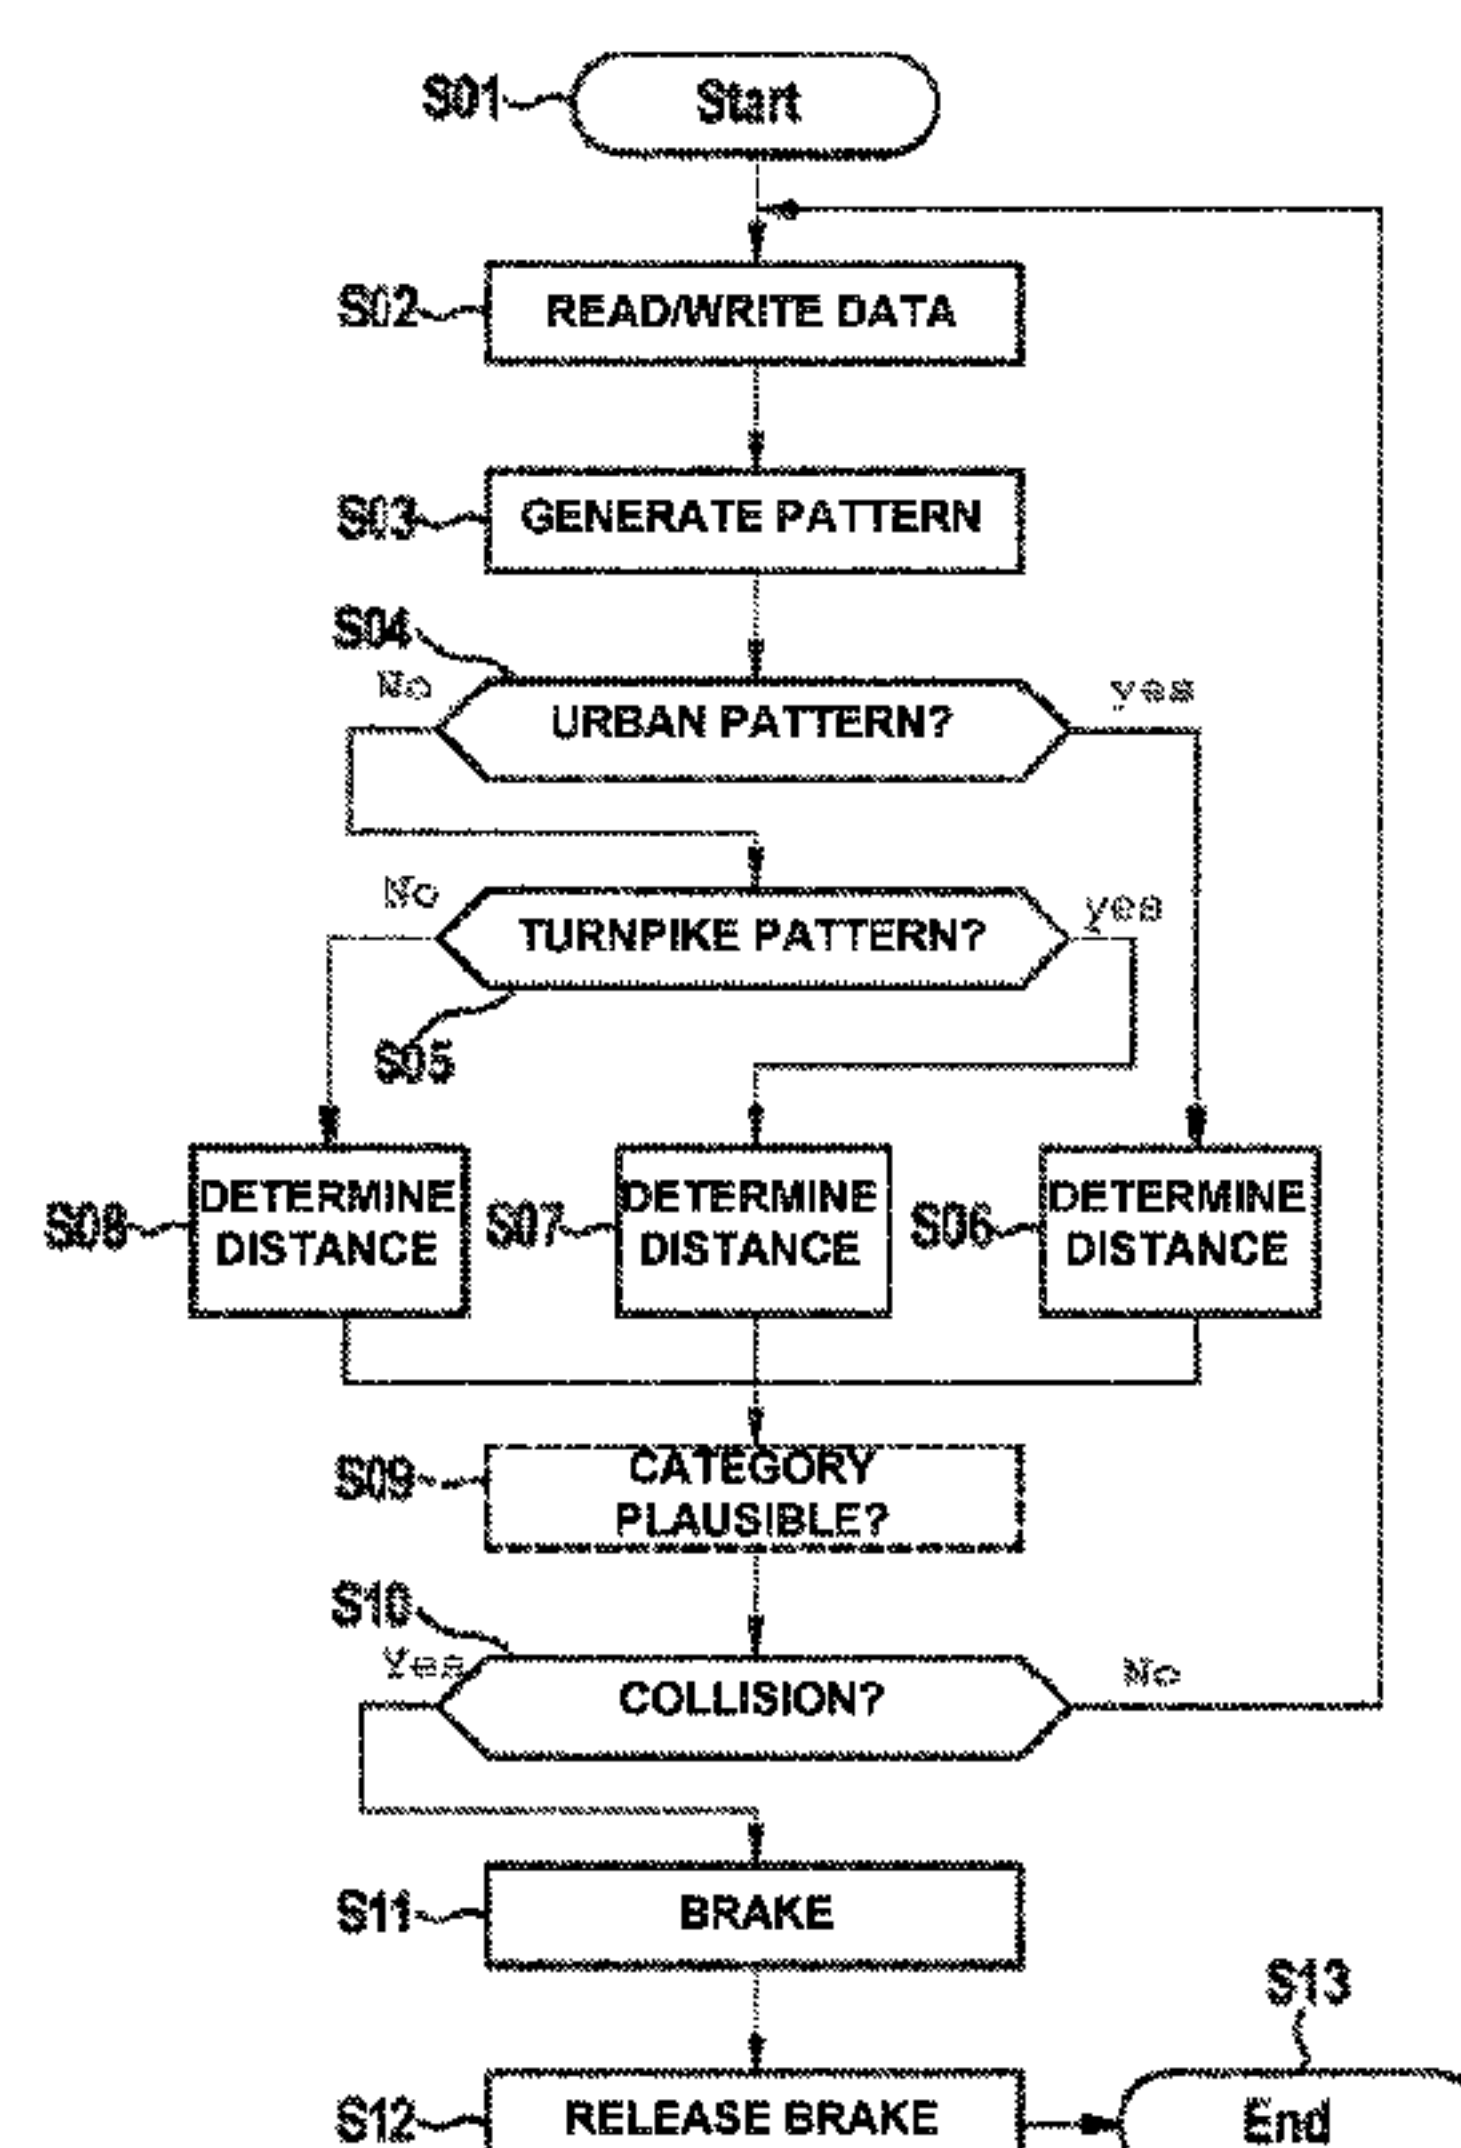 S01
Start
S02
READ/WRITE DATA
S03
GENERATE PATTERN
S04
No
yes
URBAN PATTERN?
No
yes
TURNPIKE PATTERN?
S05
S08
DETERMINE
DISTANCE
S07
DETERMINE
DISTANCE
S06
DETERMINE
DISTANCE
S09
CATEGORY
PLAUSIBLE?
S10
Yes
No
COLLISION?
S11
BRAKE
S13
S12
RELEASE BRAKE
End